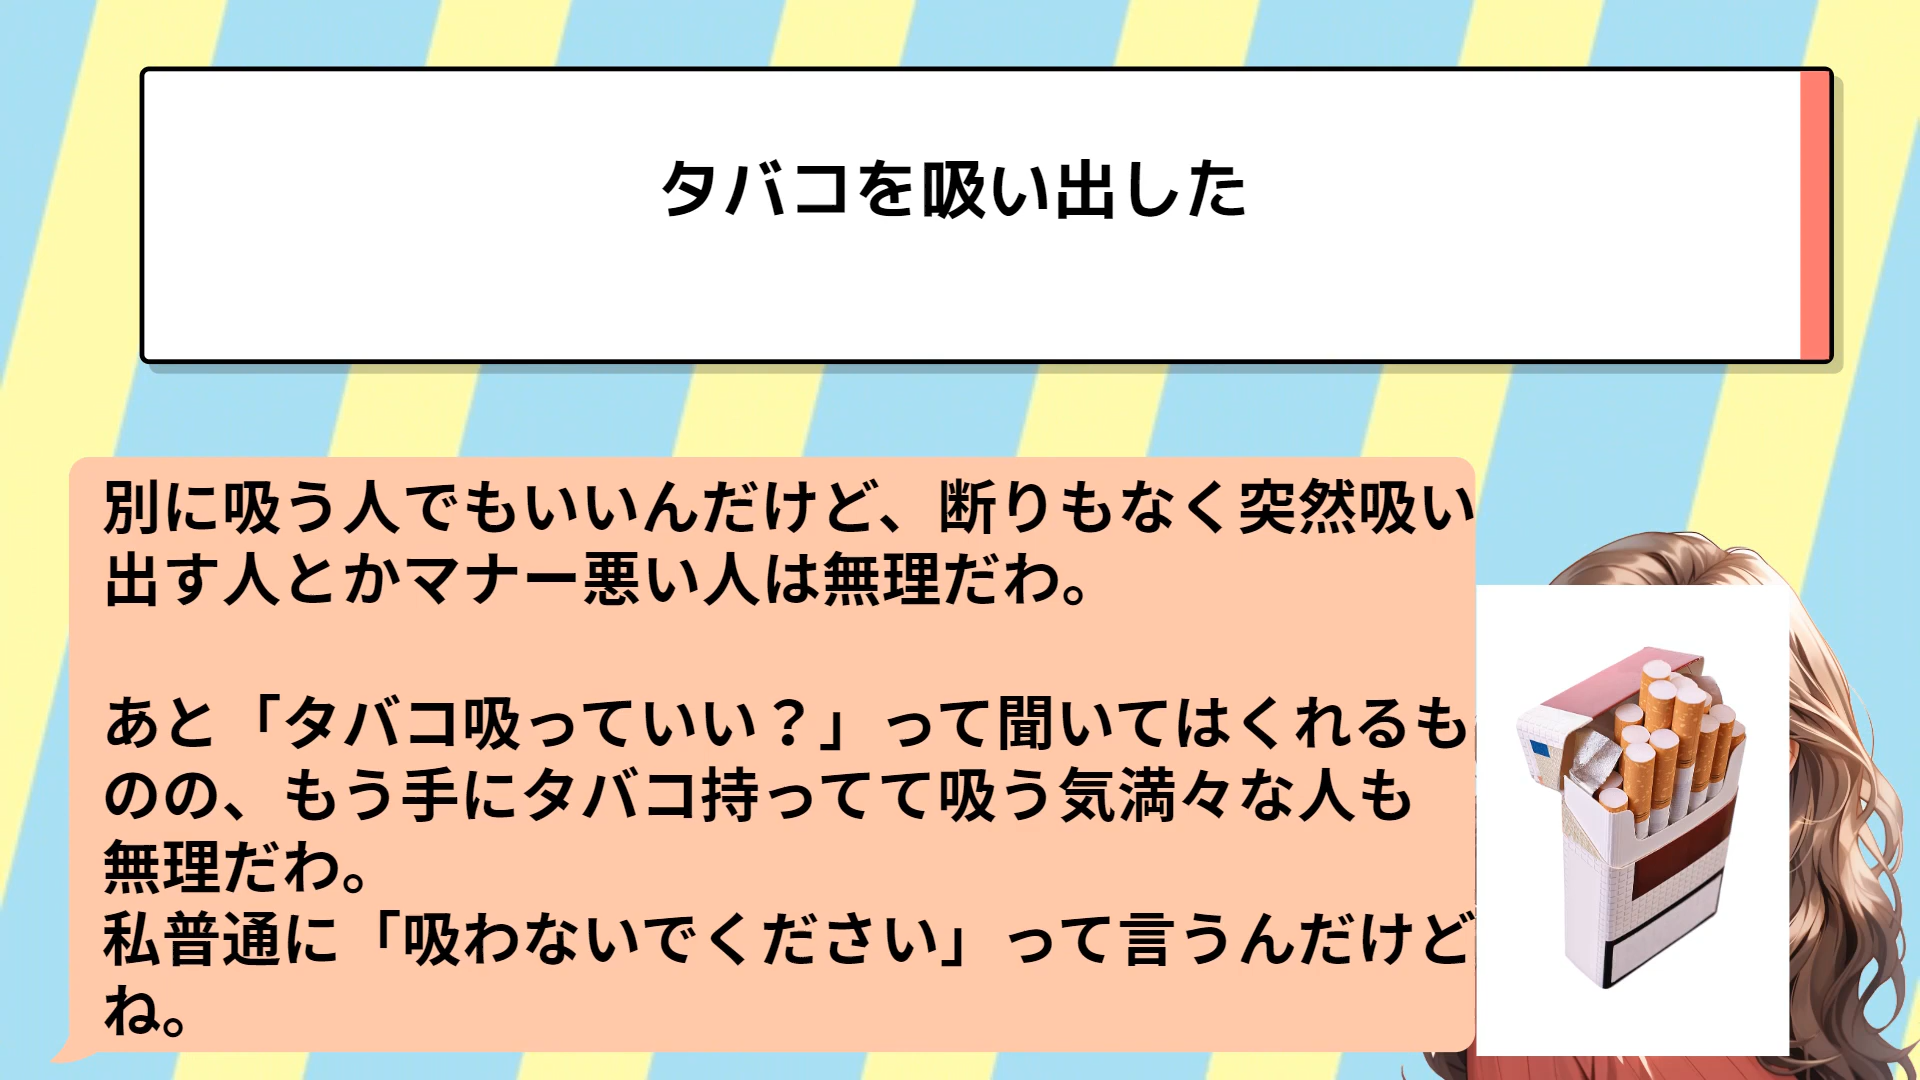 タバコを吸い出した
別に吸う人でもいいんだけど、断りもなく突然吸い
出す人とかマナー悪い人は無理だわ。
あと「タバコ吸っていい？」って聞いてはくれるも
のの、もう手にタバコ持ってて吸う気満々な人も
無理だわ。
私普通に「吸わないでください」って言うんだけど
ね。